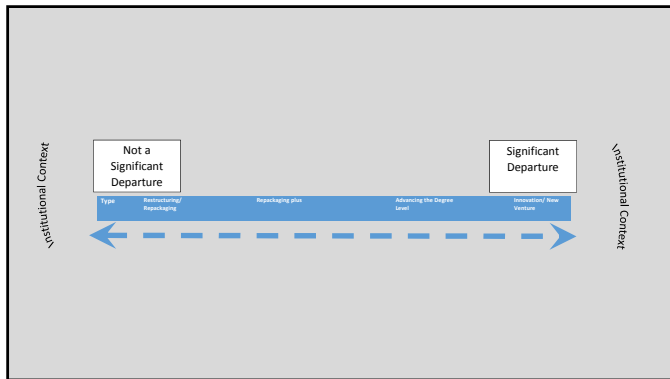 Institutional Context
Not a
Significant
Departure
Significant
Departure
Institutional Context
Type
Restructuring/
Repackaging
Repackaging plus
Advancing the Degree
Level
Innovation/ New
Venture